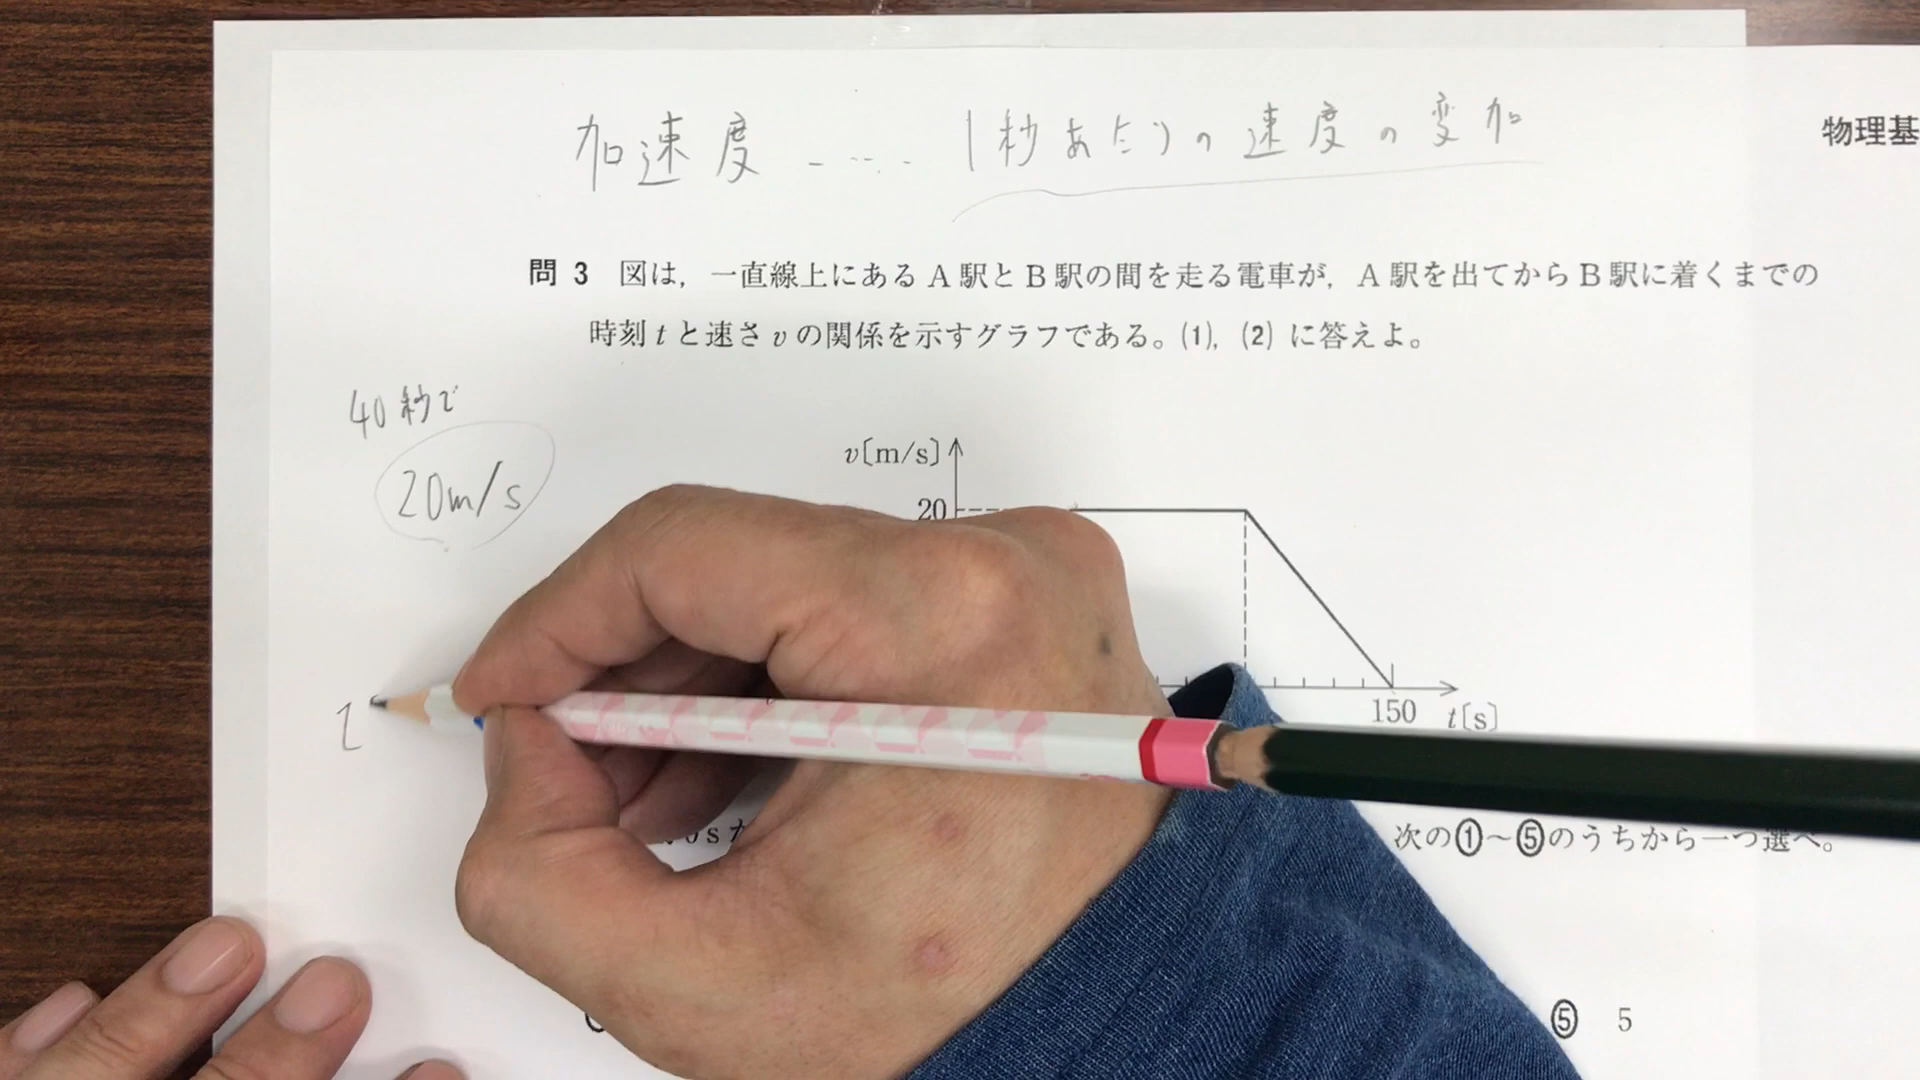 加速度 ----- 1秒あたりの速度の変加
物理基
問 3 図は，一直線上にある A 駅と B 駅の間を走る電車が，A 駅を出てから B 駅に着くまでの
時刻 t と速さ v の関係を示すグラフである。(1)，(2) に答えよ。
40秒で
20m/s
v〔m/s〕
20
150 t〔s〕
次の①～⑤のうちから一つ選べ。
⑤ 5